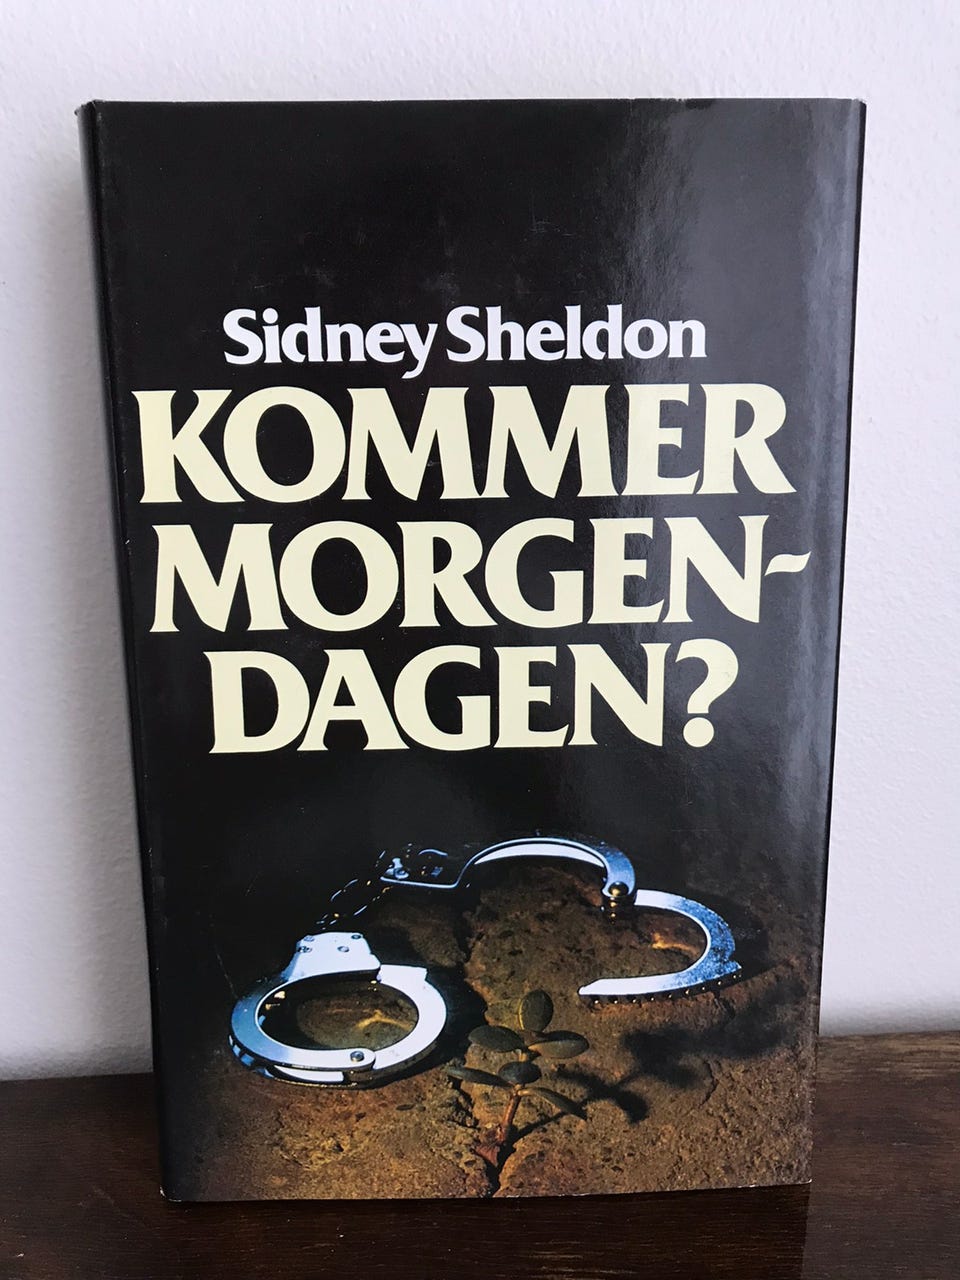 Sidney Sheldon
KOMMER
MORGEN-
DAGEN?